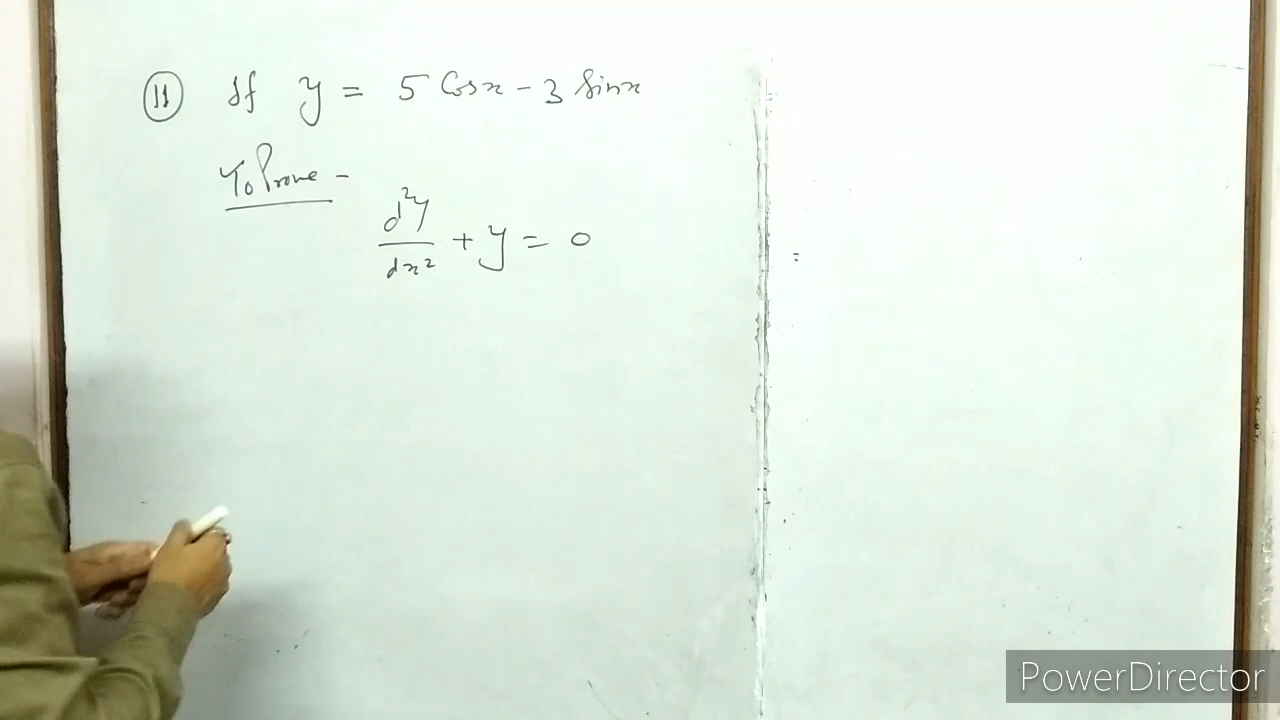 11 If y = 5 Cosx - 3 Sinx
To Prove -
d²y/dx² + y = 0
PowerDirector